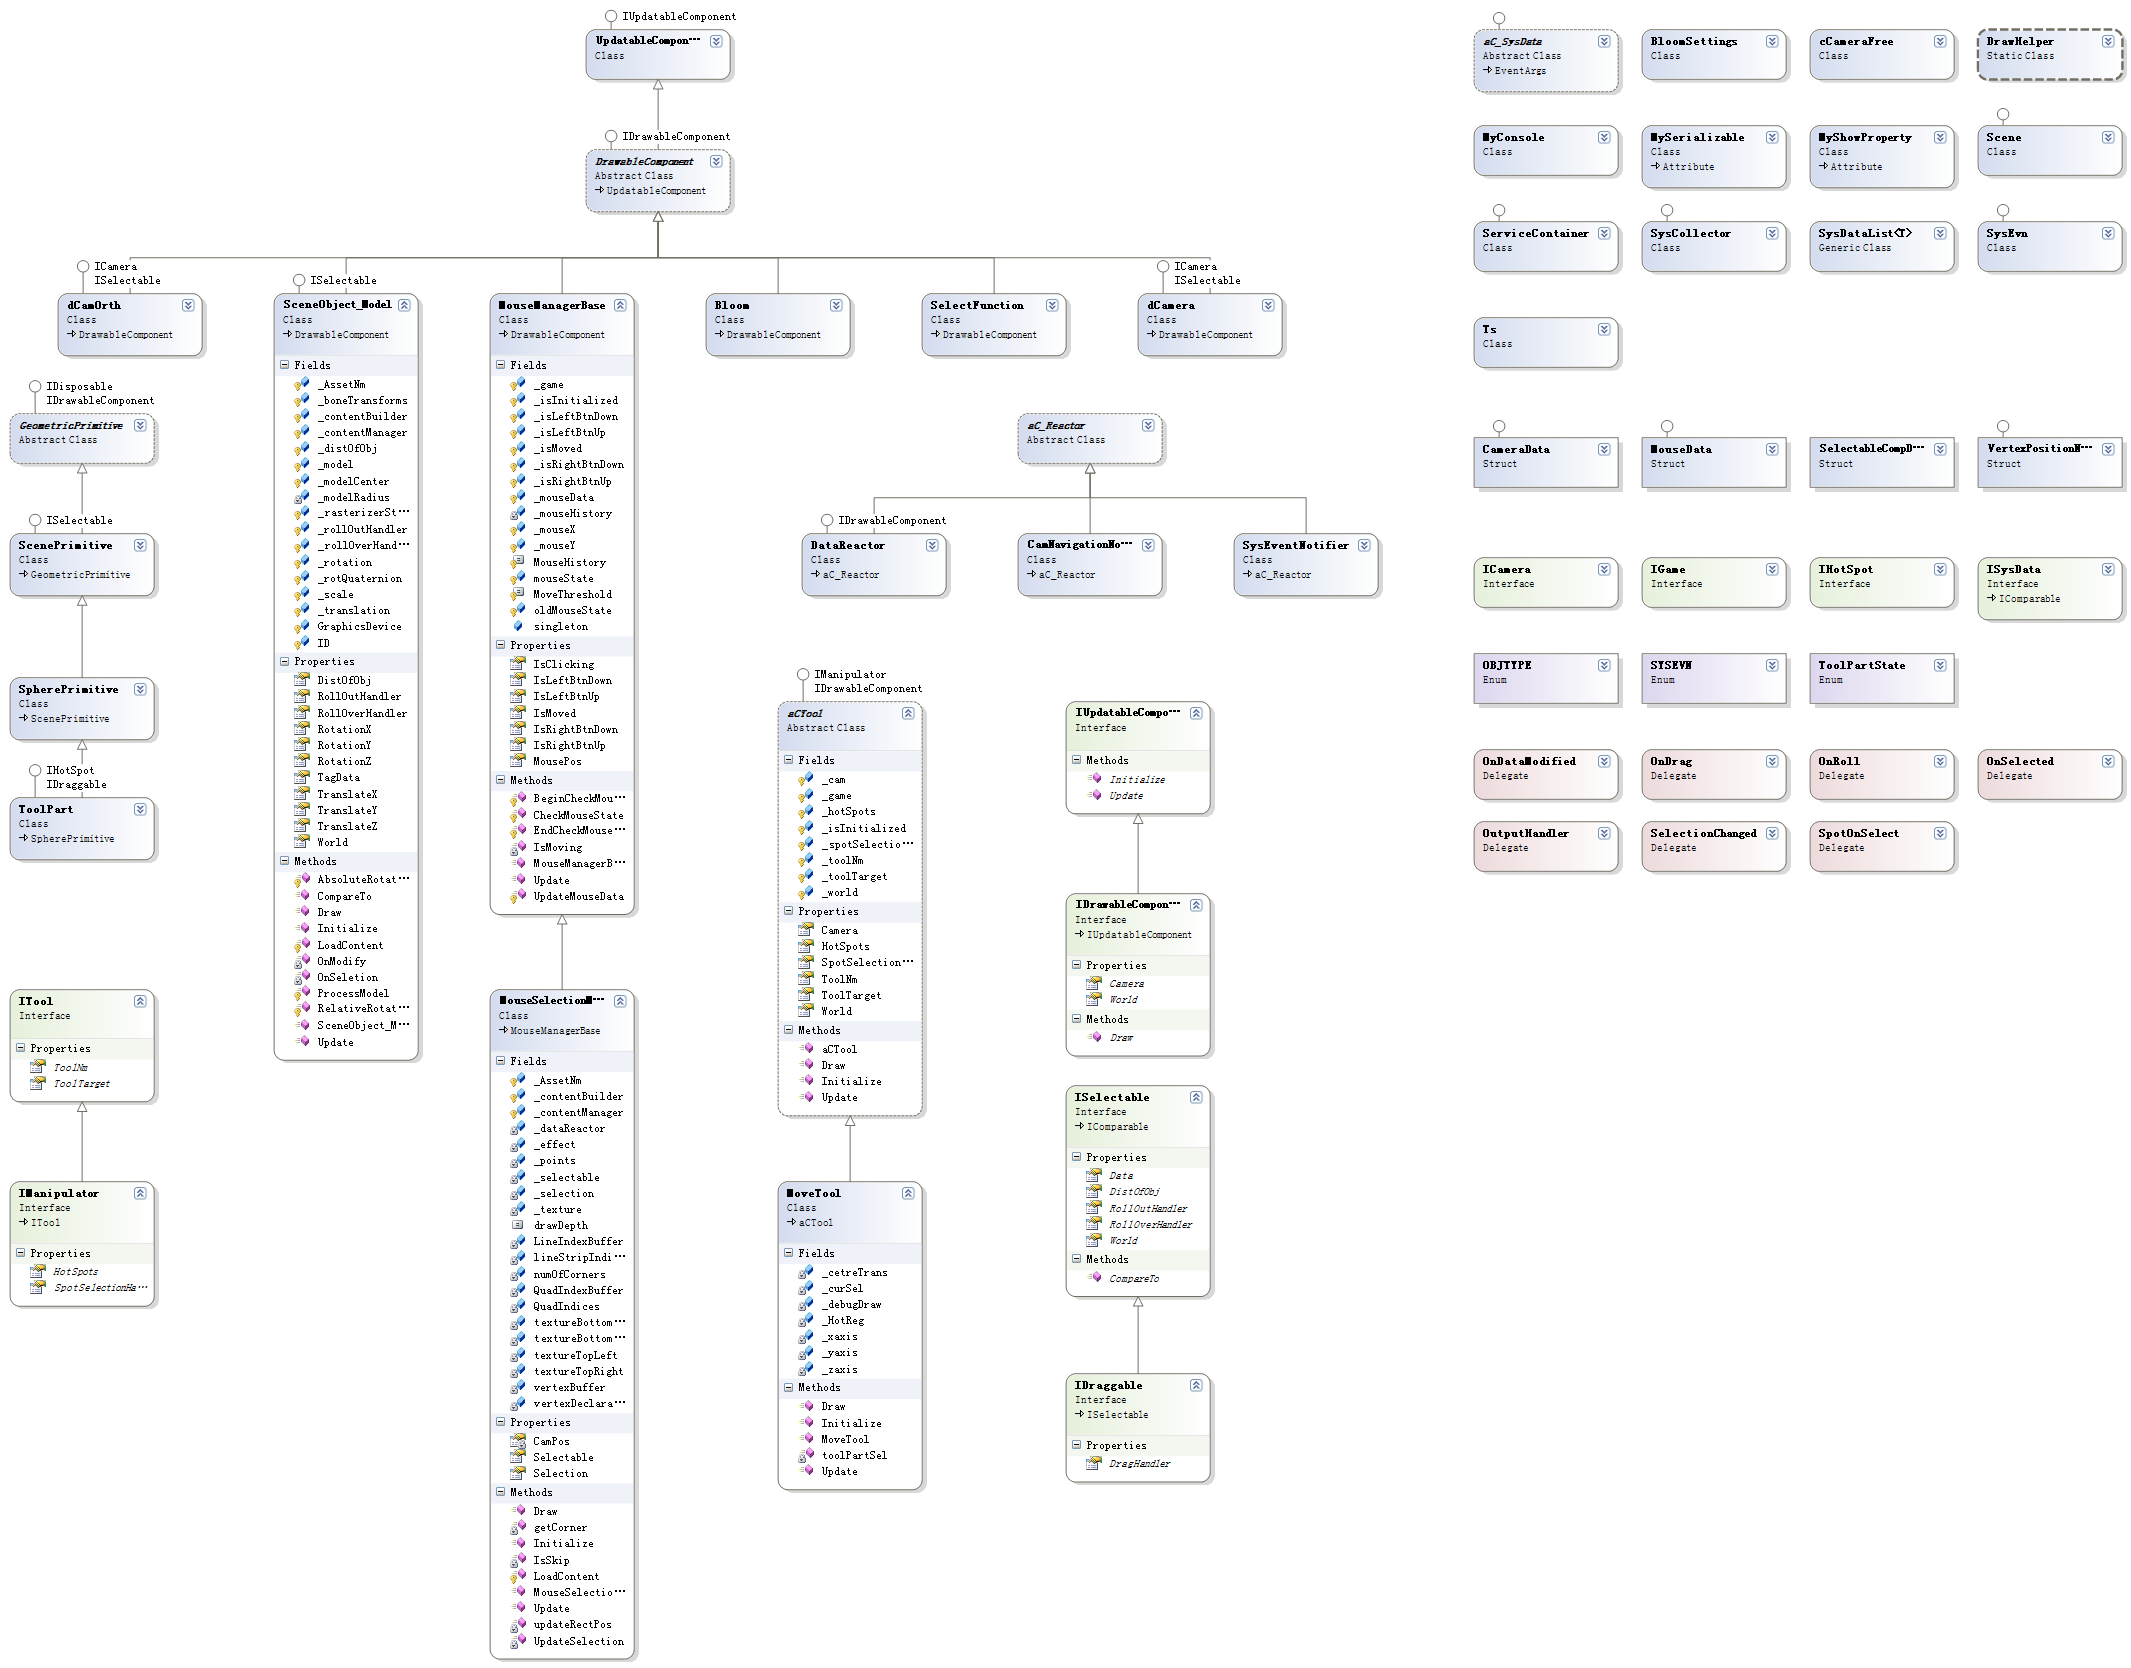 IUpdatableComponent
UpdatableCompon···
Class
IDrawableComponent
DrawableComponent
Abstract Class
UpdatableComponent
ICamera
ISelectable
dCamOrth
Class
DrawableComponent
ISelectable
SceneObject_Model
Class
DrawableComponent
Fields
_AssetNm
_boneTransforms
_contentBuilder
_contentManager
_distOfObj
_model
_modelCenter
_modelRadius
_rasterizerSt···
_rollOutHandler
_rollOverHand···
_rotation
_rotQuaternion
_scale
_translation
GraphicsDevice
ID
Properties
DistOfObj
RollOutHandler
RollOverHandler
RotationX
RotationY
RotationZ
TagData
TranslateX
TranslateY
TranslateZ
World
Methods
AbsoluteRotat···
CompareTo
Draw
Initialize
LoadContent
OnModify
OnSeletion
ProcessModel
RelativeRotat···
SceneObject_M···
Update
MouseManagerBase
Class
DrawableComponent
Fields
_game
_isInitialized
_isLeftBtnDown
_isLeftBtnUp
_isMoved
_isRightBtnDown
_isRightBtnUp
_mouseData
_mouseHistory
_mouseX
_mouseY
MouseHistory
mouseState
MoveThreshold
oldMouseState
singleton
Properties
IsClicking
IsLeftBtnDown
IsLeftBtnUp
IsMoved
IsRightBtnDown
IsRightBtnUp
MousePos
Methods
BeginCheckMou···
CheckMouseState
EndCheckMouse···
IsMoving
MouseManagerB···
Update
UpdateMouseData
MouseSelectionM···
Class
MouseManagerBase
Fields
_AssetNm
_contentBuilder
_contentManager
_dataReactor
_effect
_points
_selectable
_selection
_texture
drawDepth
LineIndexBuffer
lineStripIndi···
numOfCorners
QuadIndexBuffer
QuadIndices
textureBottom···
textureBottom···
textureTopLeft
textureTopRight
vertexBuffer
vertexDeclara···
Properties
CamPos
Selectable
Selection
Methods
Draw
getCorner
Initialize
IsSkip
LoadContent
MouseSelectio···
Update
updateRectPos
UpdateSelection
Bloom
Class
DrawableComponent
SelectFunction
Class
DrawableComponent
ICamera
ISelectable
dCamera
Class
DrawableComponent
IDisposable
IDrawableComponent
GeometricPrimitive
Abstract Class
ISelectable
ScenePrimitive
Class
GeometricPrimitive
SpherePrimitive
Class
ScenePrimitive
IHotSpot
IDraggable
ToolPart
Class
SpherePrimitive
ITool
Interface
Properties
ToolNm
ToolTarget
IManipulator
Interface
ITool
Properties
HotSpots
SpotSelectionHa···
aC_Reactor
Abstract Class
IDrawableComponent
DataReactor
Class
aC_Reactor
CamNavigationNo···
Class
aC_Reactor
SysEventNotifier
Class
aC_Reactor
IManipulator
IDrawableComponent
aCTool
Abstract Class
Fields
_cam
_game
_hotSpots
_isInitialized
_spotSelectio···
_toolNm
_toolTarget
_world
Properties
Camera
HotSpots
SpotSelection···
ToolNm
ToolTarget
World
Methods
aCTool
Draw
Initialize
Update
MoveTool
Class
aCTool
Fields
_cetreTrans
_curSel
_debugDraw
_HotReg
_xaxis
_yaxis
_zaxis
Methods
Draw
Initialize
MoveTool
toolPartSel
Update
IUpdatableCompo···
Interface
Methods
Initialize
Update
IDrawableCompon···
Interface
IUpdatableComponent
Properties
Camera
World
Methods
Draw
ISelectable
Interface
IComparable
Properties
Data
DistOfObj
RollOutHandler
RollOverHandler
World
Methods
CompareTo
IDraggable
Interface
ISelectable
Properties
DragHandler
aC_SysData
Abstract Class
EventArgs
BloomSettings
Class
cCameraFree
Class
DrawHelper
Static Class
MyConsole
Class
MySerializable
Class
Attribute
MyShowProperty
Class
Attribute
Scene
Class
ServiceContainer
Class
SysCollector
Class
SysDataList<T>
Generic Class
SysEvn
Class
Ts
Class
CameraData
Struct
MouseData
Struct
SelectableCompD···
Struct
VertexPositionN···
Struct
ICamera
Interface
IGame
Interface
IHotSpot
Interface
ISysData
Interface
IComparable
OBJTYPE
Enum
SYSEVN
Enum
ToolPartState
Enum
OnDataModified
Delegate
OnDrag
Delegate
OnRoll
Delegate
OnSelected
Delegate
OutputHandler
Delegate
SelectionChanged
Delegate
SpotOnSelect
Delegate